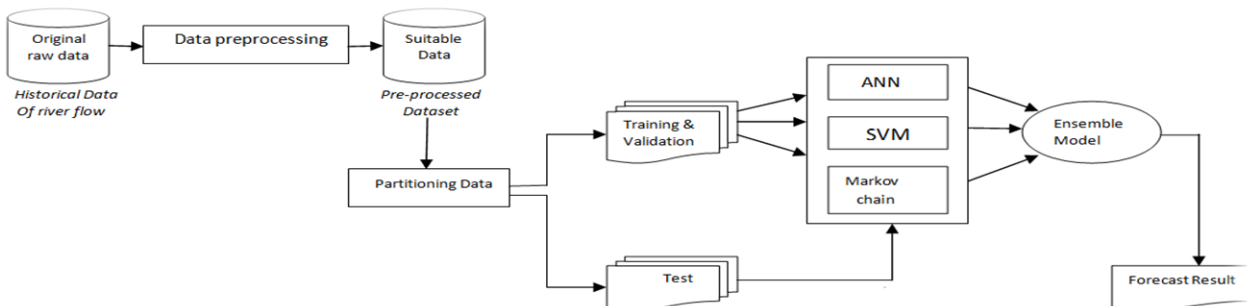 Original
raw data
Data preprocessing
Suitable
Data
Historical Data
Of river flow
Pre-processed
Dataset
Partitioning Data
Training &
Validation
Test
ANN
SVM
Markov
chain
Ensemble
Model
Forecast Result